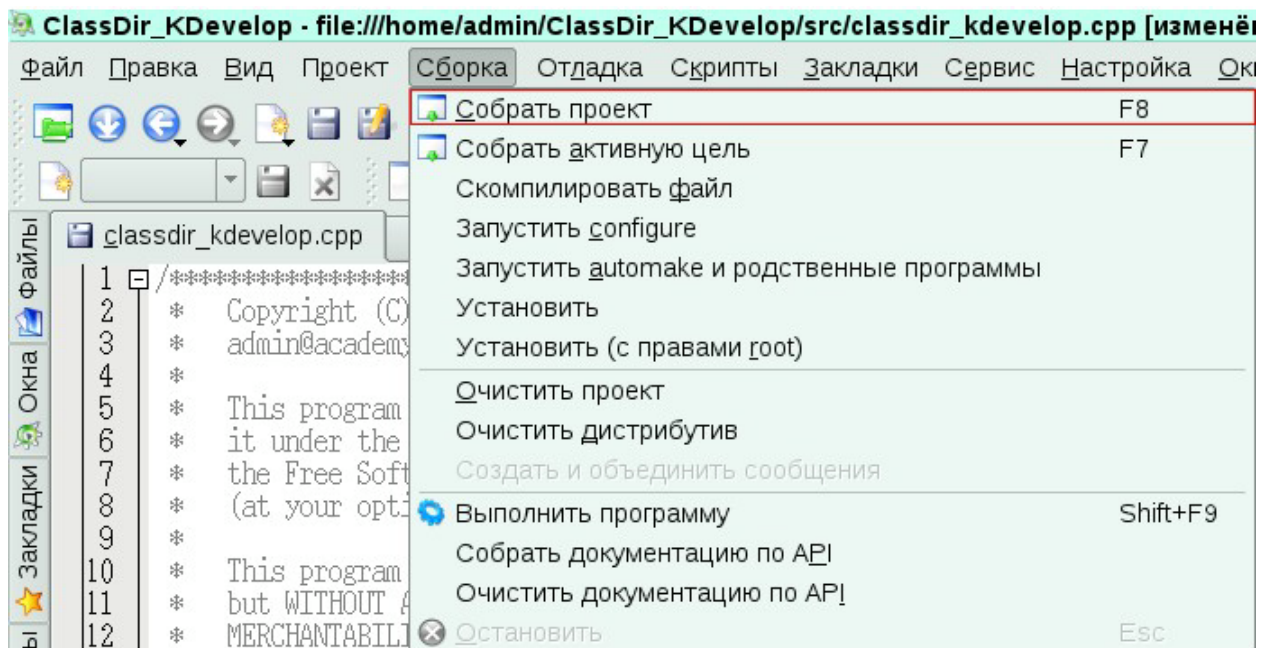 ClassDir_KDevelop - file:///home/admin/ClassDir_KDevelop/src/classdir_kdevelop.cpp [изменё
Файл Правка Вид Проект Сборка Отладка Скрипты Закладки Сервис Настройка
Собрать проект F8
Собрать активную цель F7
Скомпилировать файл
Запустить configure
Запустить automake и родственные программы
Установить
Установить (с правами root)
Очистить проект
Очистить дистрибутив
Создать и объединить сообщения
Выполнить программу Shift+F9
Собрать документацию по API
Очистить документацию по API
Остановить Esc
Файлы
Окна
Закладки
classdir_kdevelop.cpp
1 /******************
2 * Copyright (C)
3 * admin@academy
4 *
5 * This program
6 * it under the
7 * the Free Soft
8 * (at your opti
9 *
10 * This program
11 * but WITHOUT A
12 * MERCHANTABILI